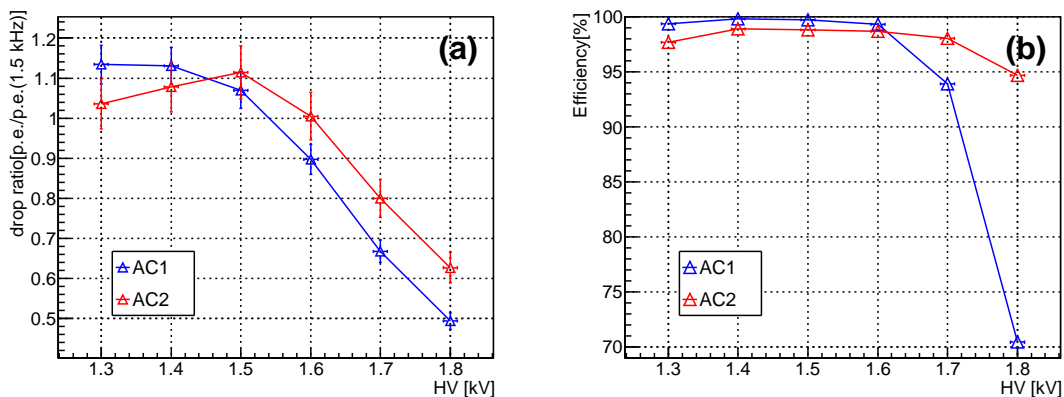 drop ratio[p.e./p.e.(1.5 kHz)]
1.2
1.1
1
0.9
0.8
0.7
0.6
0.5
(a)
AC1
AC2
1.3 1.4 1.5 1.6 1.7 1.8
HV [kV]
Efficiency[%]
100
95
90
85
80
75
70
(b)
AC1
AC2
1.3 1.4 1.5 1.6 1.7 1.8
HV [kV]